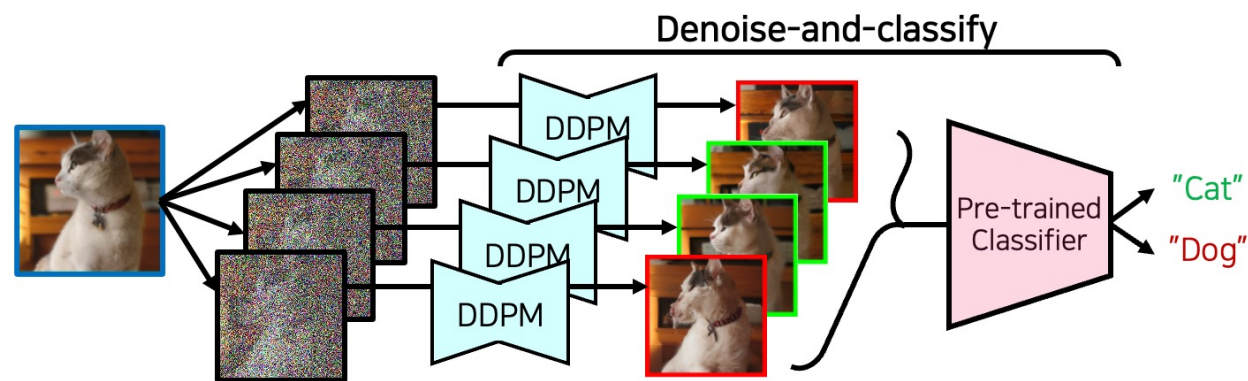 Denoise-and-classify
DDPM
DDPM
DDPM
DDPM
Pre-trained
Classifier
"Cat"
"Dog"